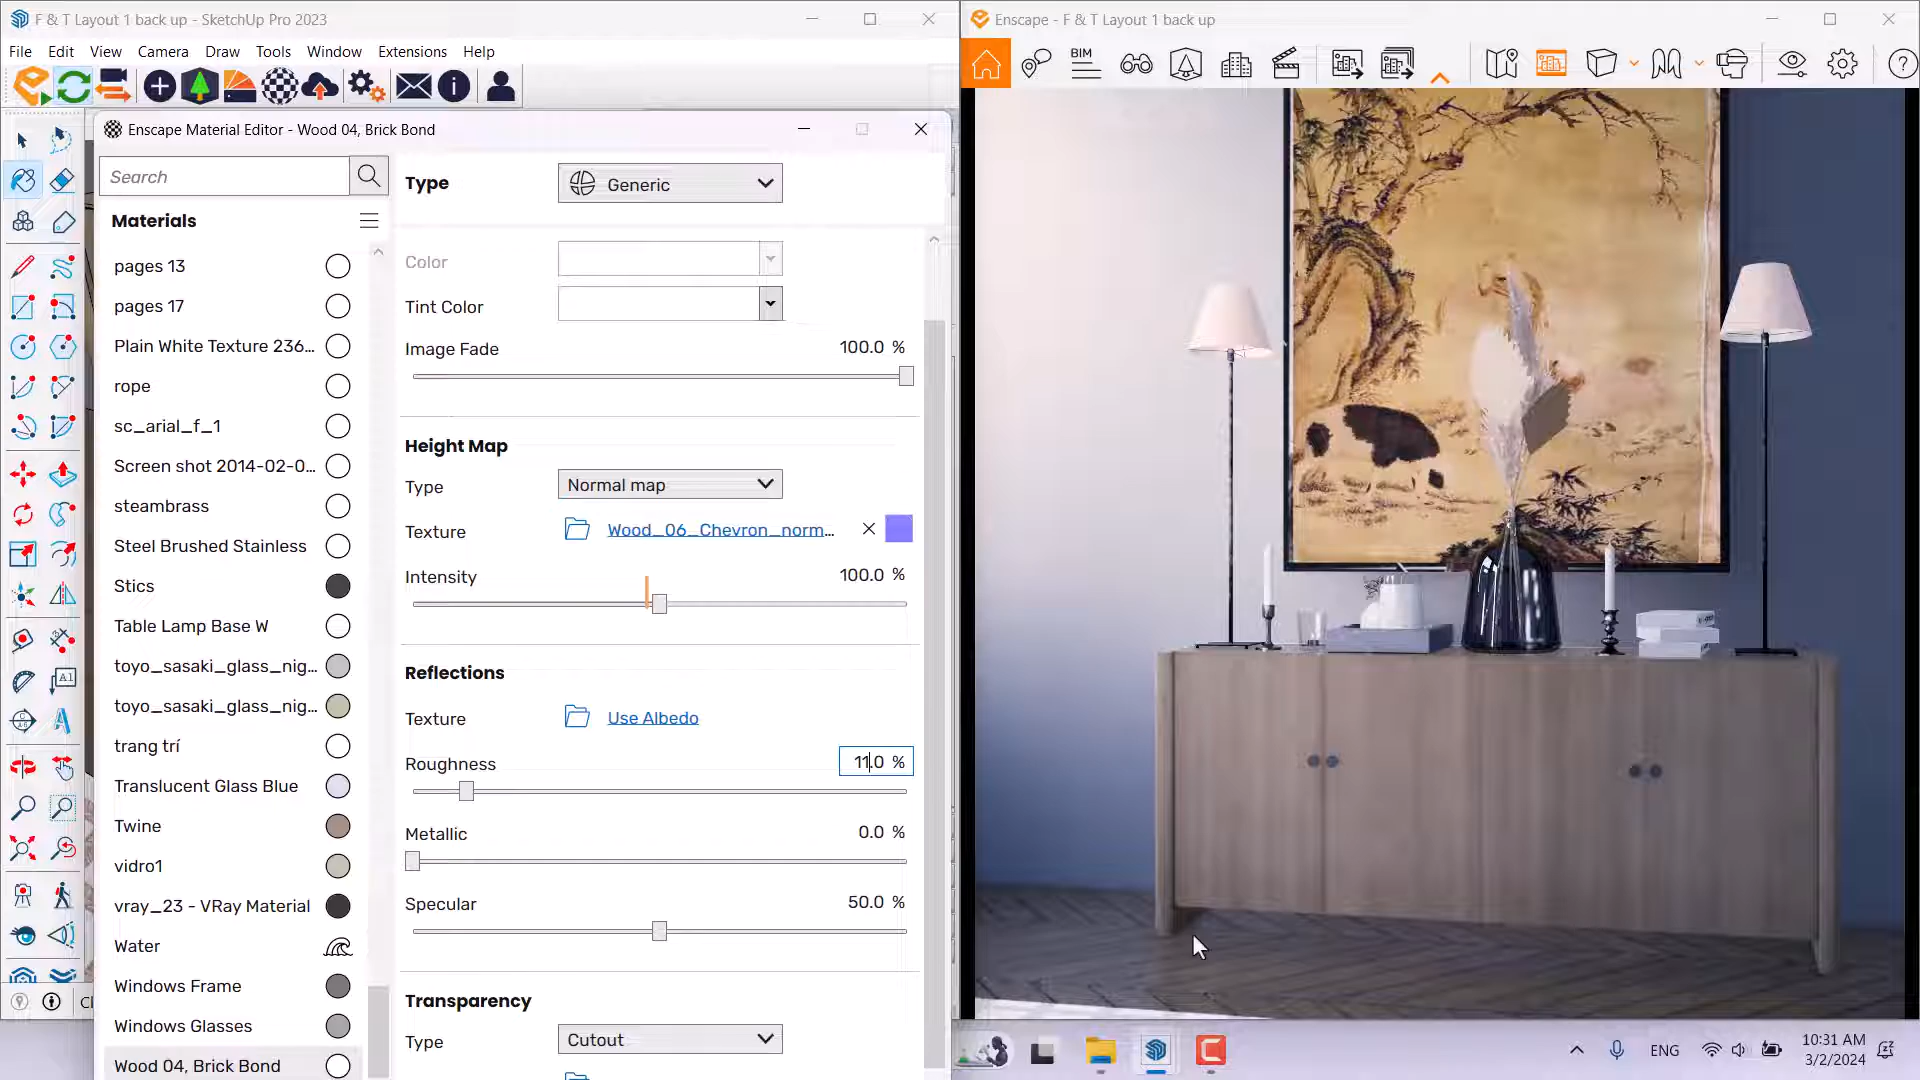 F & T Layout 1 back up - SketchUp Pro 2023
File Edit View Camera Draw Tools Window Extensions Help
Enscape Material Editor - Wood 04, Brick Bond
Search
Materials
pages 13
pages 17
Plain White Texture 236...
rope
sc_arial_f_1
Screen shot 2014-02-0...
steambrass
Steel Brushed Stainless
Stics
Table Lamp Base W
toyo_sasaki_glass_nig...
toyo_sasaki_glass_nig...
trang trí
Translucent Glass Blue
Twine
vidro1
vray_23 - VRay Material
Water
Windows Frame
Windows Glasses
Wood 04, Brick Bond
Type Generic
Color
Tint Color
Image Fade 100.0 %
Height Map
Type Normal map
Texture Wood_06_Chevron_norm...
Intensity 100.0 %
Reflections
Texture Use Albedo
Roughness 11.0 %
Metallic 0.0 %
Specular 50.0 %
Transparency
Type Cutout
A1
Cl
Enscape - F & T Layout 1 back up
BIM
ENG
10:31 AM
3/2/2024